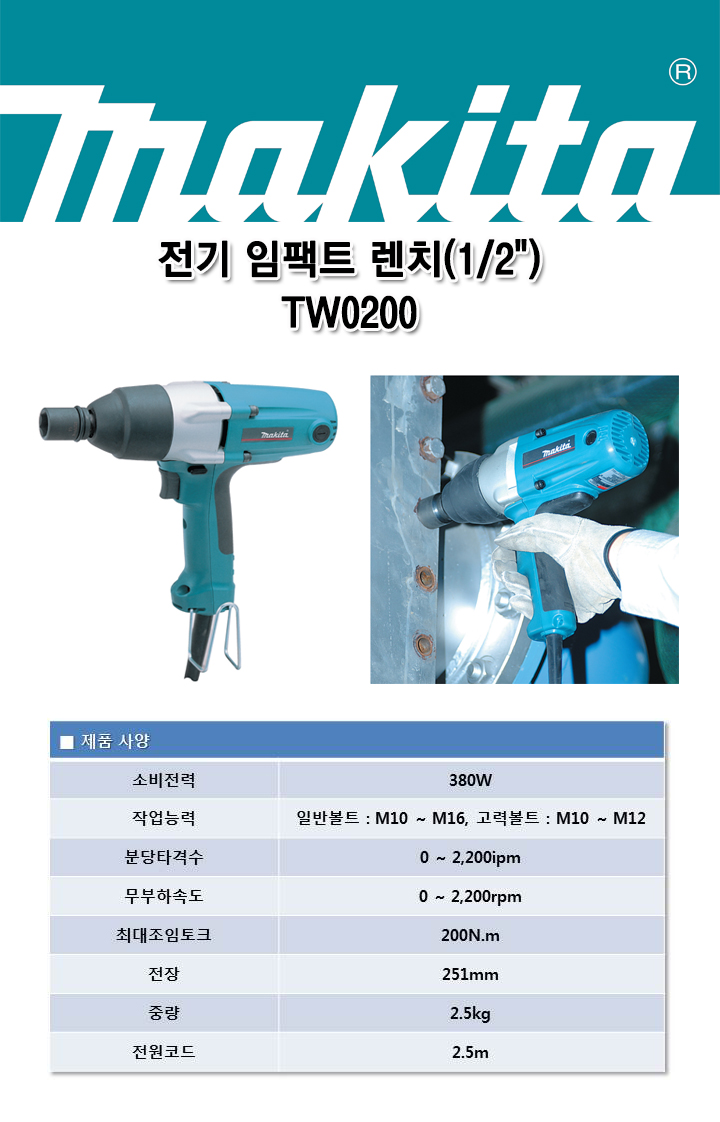 makita®
전기 임팩트 렌치(1/2")
TW0200
makita
makita
■ 제품 사양
소비전력 380W
작업능력 일반볼트 : M10 ~ M16, 고력볼트 : M10 ~ M12
분당타격수 0 ~ 2,200ipm
무부하속도 0 ~ 2,200rpm
최대조임토크 200N.m
전장 251mm
중량 2.5kg
전원코드 2.5m